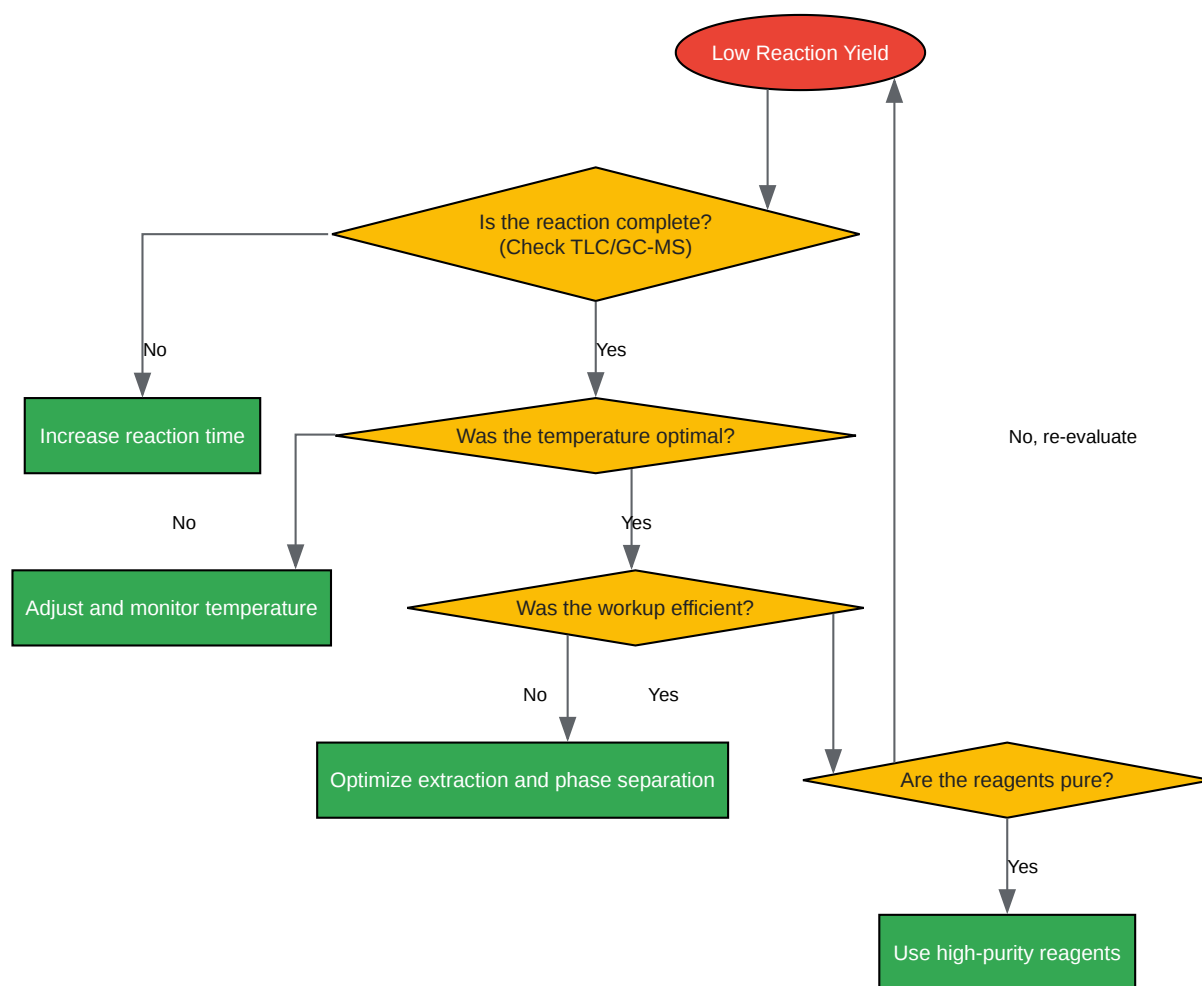 Low Reaction Yield
Is the reaction complete?
(Check TLC/GC-MS)
No
Yes
Increase reaction time
Was the temperature optimal?
No, re-evaluate
No
Yes
Adjust and monitor temperature
Was the workup efficient?
No
Yes
Optimize extraction and phase separation
Are the reagents pure?
Yes
Use high-purity reagents